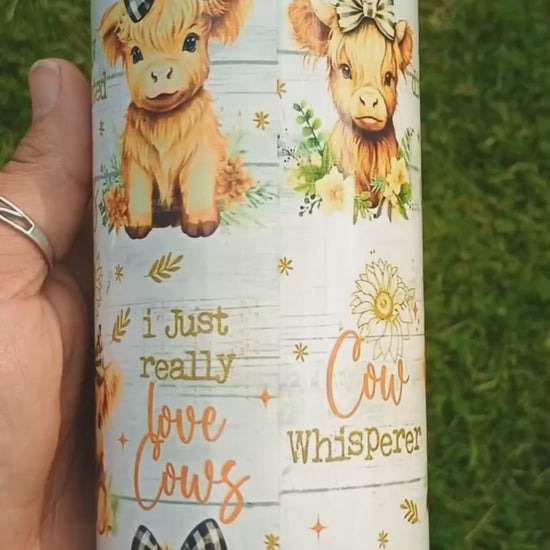 i Just
really
love
Cows
Cow
Whisperer